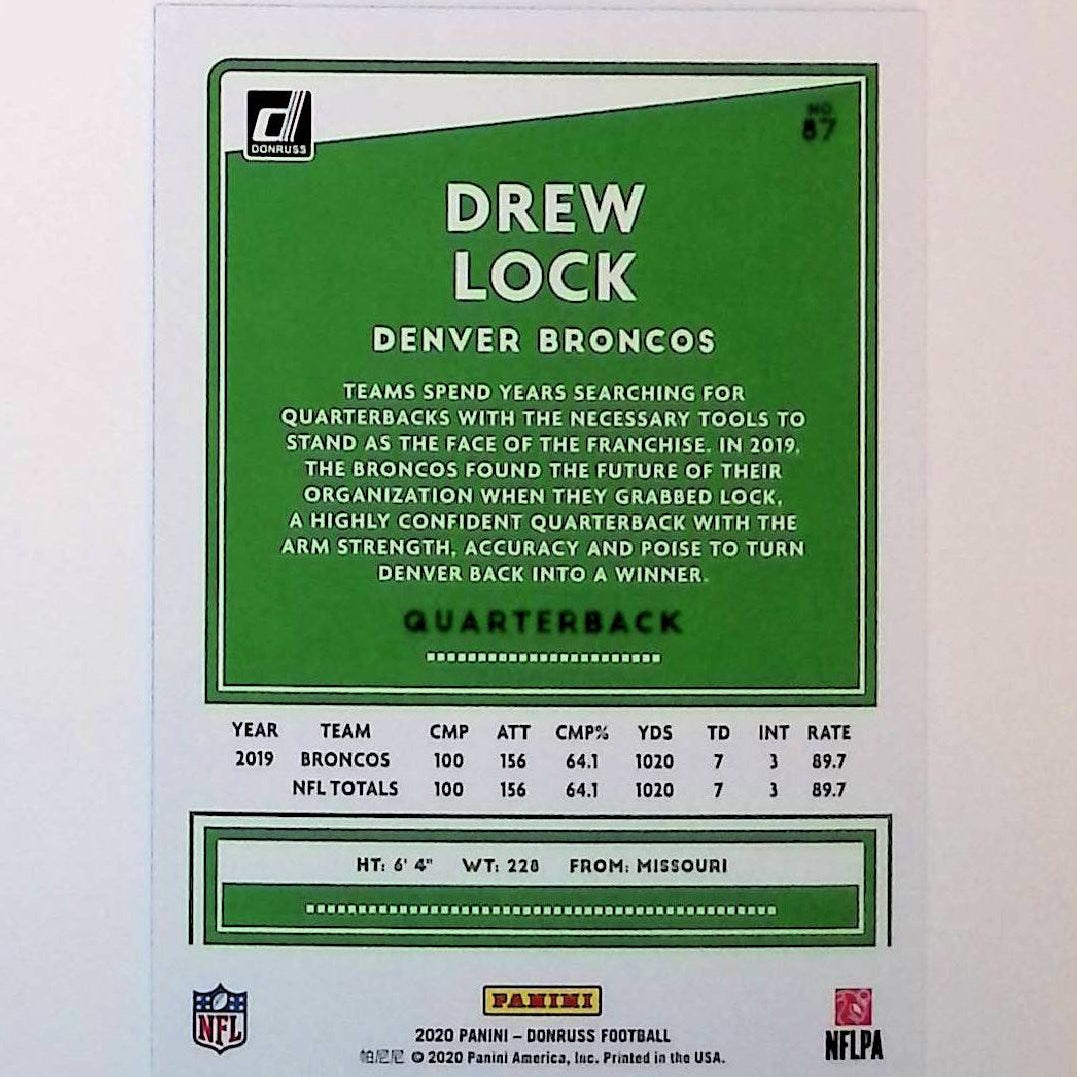 DONRUSS
NO.
87
DREW
LOCK
DENVER BRONCOS
TEAMS SPEND YEARS SEARCHING FOR
QUARTERBACKS WITH THE NECESSARY TOOLS TO
STAND AS THE FACE OF THE FRANCHISE. IN 2019,
THE BRONCOS FOUND THE FUTURE OF THEIR
ORGANIZATION WHEN THEY GRABBED LOCK,
A HIGHLY CONFIDENT QUARTERBACK WITH THE
ARM STRENGTH, ACCURACY AND POISE TO TURN
DENVER BACK INTO A WINNER.
QUARTERBACK
YEAR TEAM CMP ATT CMP% YDS TD INT RATE
2019 BRONCOS 100 156 64.1 1020 7 3 89.7
NFL TOTALS 100 156 64.1 1020 7 3 89.7
HT: 6' 4" WT: 228 FROM: MISSOURI
NFL
PANINI
NFLPA
2020 PANINI – DONRUSS FOOTBALL
帕尼尼 © 2020 Panini America, Inc. Printed in the USA.